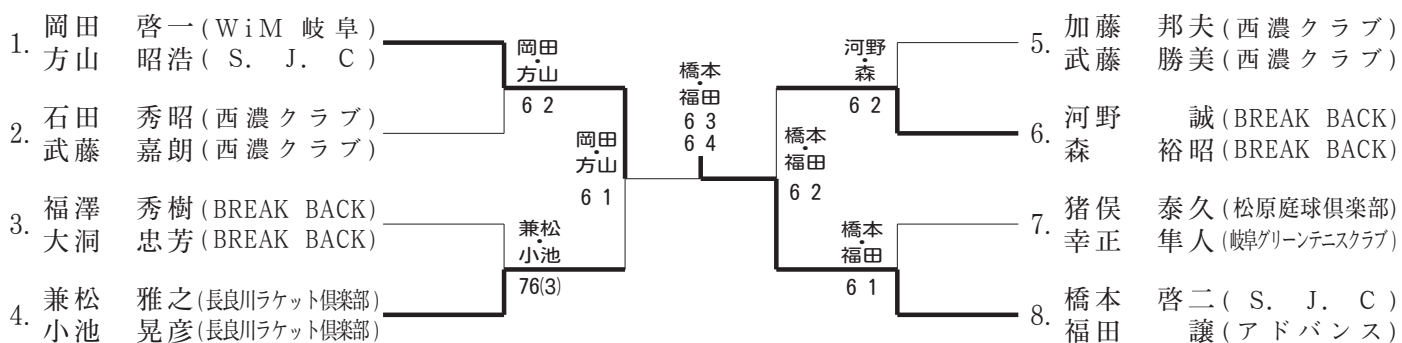 1. 岡田 啓一(WiM 岐阜)
方山 昭浩(S. J. C)
2. 石田 秀昭(西濃クラブ)
武藤 嘉朗(西濃クラブ)
3. 福澤 秀樹(BREAK BACK)
大洞 忠芳(BREAK BACK)
4. 兼松 雅之(長良川ラケット倶楽部)
小池 晃彦(長良川ラケット倶楽部)
岡田・
方山
6 2
兼松・
小池
76(3)
岡田・
方山
6 1
橋本・
福田
6 3
6 4
橋本・
福田
6 2
河野・
森
6 2
橋本・
福田
6 1
5. 加藤 邦夫(西濃クラブ)
武藤 勝美(西濃クラブ)
6. 河野 誠(BREAK BACK)
森 裕昭(BREAK BACK)
7. 猪俣 泰久(松原庭球倶楽部)
幸正 隼人(岐阜グリーンテニスクラブ)
8. 橋本 啓二(S. J. C)
福田 譲(アドバンス)